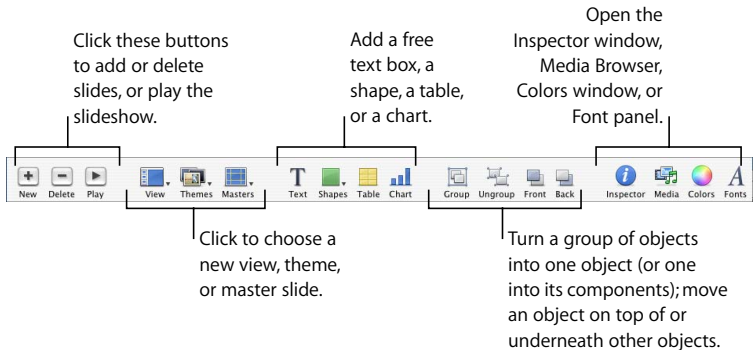 Click these buttons
to add or delete
slides, or play the
slideshow.
Add a free
text box, a
shape, a table,
or a chart.
Open the
Inspector window,
Media Browser,
Colors window, or
Font panel.
New Delete Play View Themes Masters Text Shapes Table Chart Group Ungroup Front Back Inspector Media Colors Fonts
Click to choose a
new view, theme,
or master slide.
Turn a group of objects
into one object (or one
into its components); move
an object on top of or
underneath other objects.